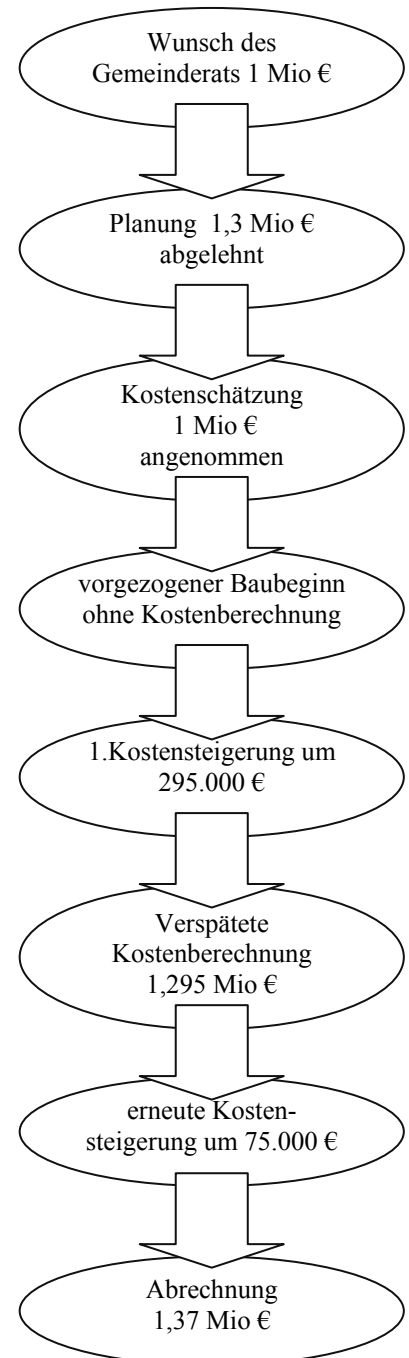 Wunsch des
Gemeinderats 1 Mio €
Planung 1,3 Mio €
abgelehnt
Kostenschätzung
1 Mio €
angenommen
vorgezogener Baubeginn
ohne Kostenberechnung
1.Kostensteigerung um
295.000 €
Verspätete
Kostenberechnung
1,295 Mio €
erneute Kosten-
steigerung um 75.000 €
Abrechnung
1,37 Mio €